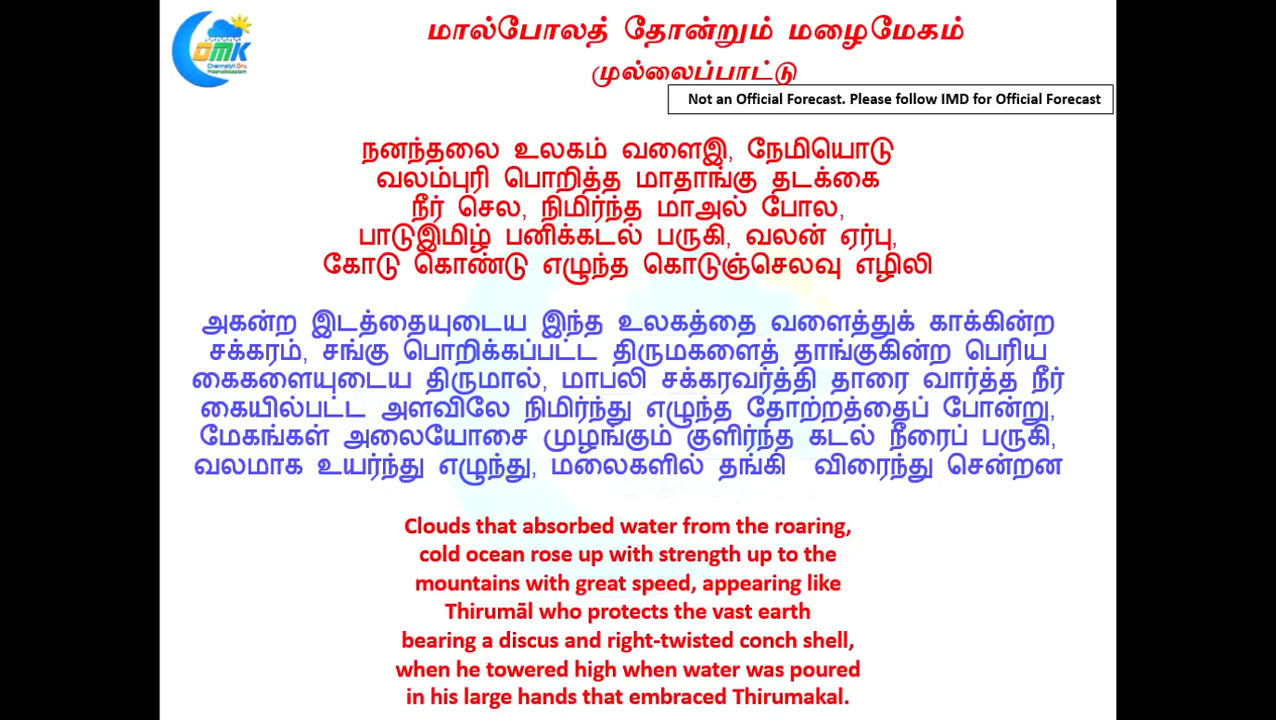 OMK
Chennaiyil Oru
Mazhaikaalam
மால்போலத் தோன்றும் மழைமேகம்
முல்லைப்பாட்டு
Not an Official Forecast. Please follow IMD for Official Forecast
நனந்தலை உலகம் வளைஇ, நேமியொடு
வலம்புரி பொறித்த மாதாங்கு தடக்கை
நீர் செல, நிமிர்ந்த மாஅல் போல,
பாடுஇமிழ் பனிக்கடல் பருகி, வலன் ஏர்பு,
கோடு கொண்டு எழுந்த கொடுஞ்செலவு எழிலி
அகன்ற இடத்தையுடைய இந்த உலகத்தை வளைத்துக் காக்கின்ற
சக்கரம், சங்கு பொறிக்கப்பட்ட திருமகளைத் தாங்குகின்ற பெரிய
கைகளையுடைய திருமால், மாபலி சக்கரவர்த்தி தாரை வார்த்த நீர்
கையில்பட்ட அளவிலே நிமிர்ந்து எழுந்த தோற்றத்தைப் போன்று,
மேகங்கள் அலையோசை முழங்கும் குளிர்ந்த கடல் நீரைப் பருகி,
வலமாக உயர்ந்து எழுந்து, மலைகளில் தங்கி விரைந்து சென்றன
Clouds that absorbed water from the roaring,
cold ocean rose up with strength up to the
mountains with great speed, appearing like
Thirumāl who protects the vast earth
bearing a discus and right-twisted conch shell,
when he towered high when water was poured
in his large hands that embraced Thirumakal.